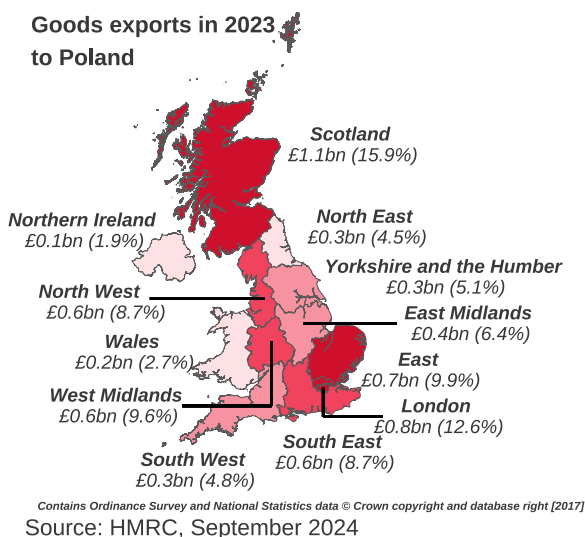 Goods exports in 2023
to Poland
Scotland
£1.1bn (15.9%)
Northern Ireland
£0.1bn (1.9%)
North East
£0.3bn (4.5%)
Yorkshire and the Humber
£0.3bn (5.1%)
North West
£0.6bn (8.7%)
East Midlands
£0.4bn (6.4%)
Wales
£0.2bn (2.7%)
East
£0.7bn (9.9%)
West Midlands
£0.6bn (9.6%)
London
£0.8bn (12.6%)
South East
£0.6bn (8.7%)
South West
£0.3bn (4.8%)
Contains Ordinance Survey and National Statistics data © Crown copyright and database right [2017]
Source: HMRC, September 2024